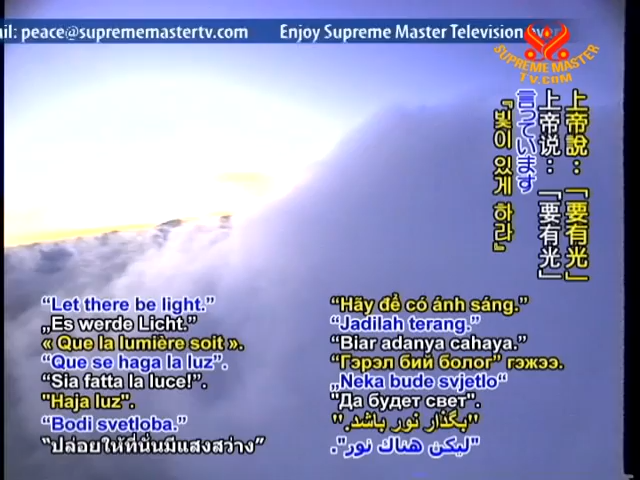 il: peace@suprememastertv.com Enjoy Supreme Master Television
SUPREME MASTER
TV.COM
上帝說：「要有光」
上帝说：「要有光」
言っています
『빛이 있게 하라』
“Let there be light.”
„Es werde Licht.”
« Que la lumière soit ».
“Que se haga la luz”.
“Sia fatta la luce!”.
"Haja luz".
“Bodi svetloba.”
“ปล่อยให้ที่นั่นมีแสงสว่าง”
“Hãy để có ánh sáng.”
“Jadilah terang.”
“Biar adanya cahaya.”
“Гэрэл бий болог” гэжээ.
„Neka bude svjetlo“
"Да будет свет".
"بگذار نور باشد."
"ليكن هناك نور".